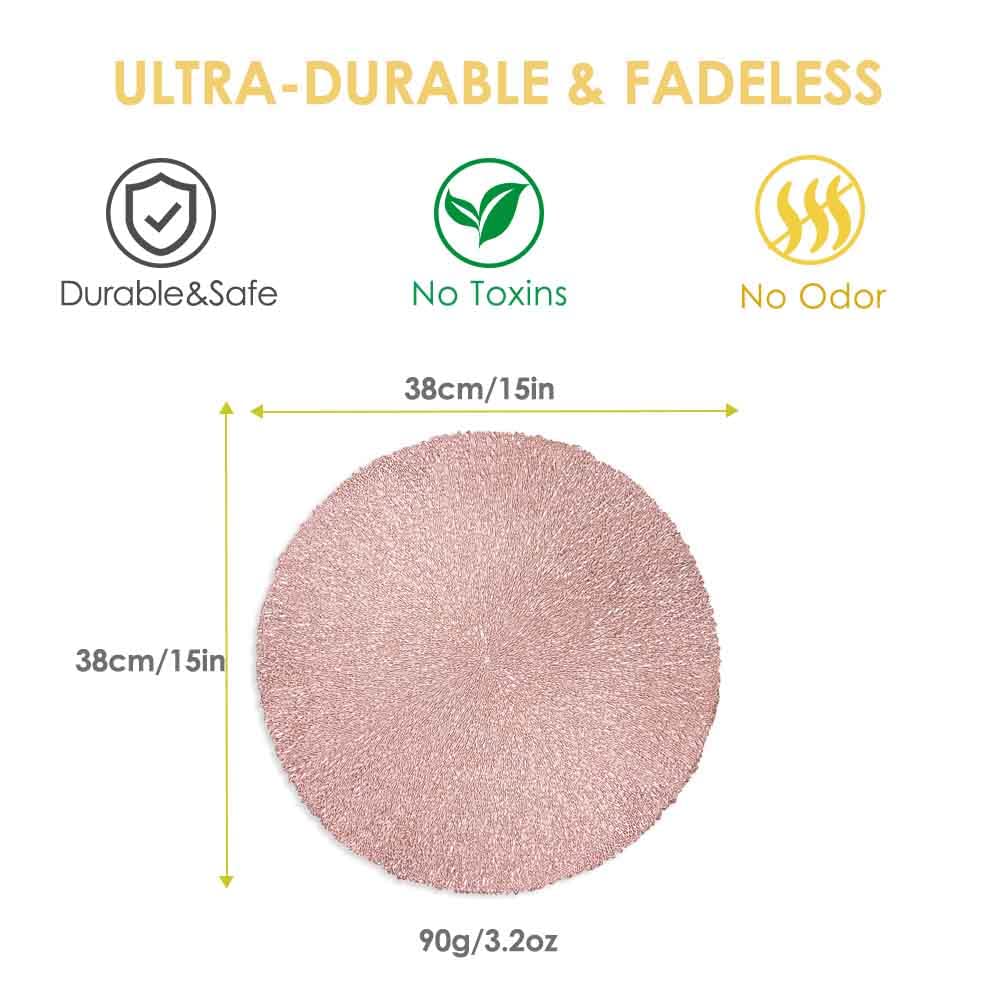 ULTRA-DURABLE & FADELESS
Durable&Safe
No Toxins
No Odor
38cm/15in
38cm/15in
90g/3.2oz